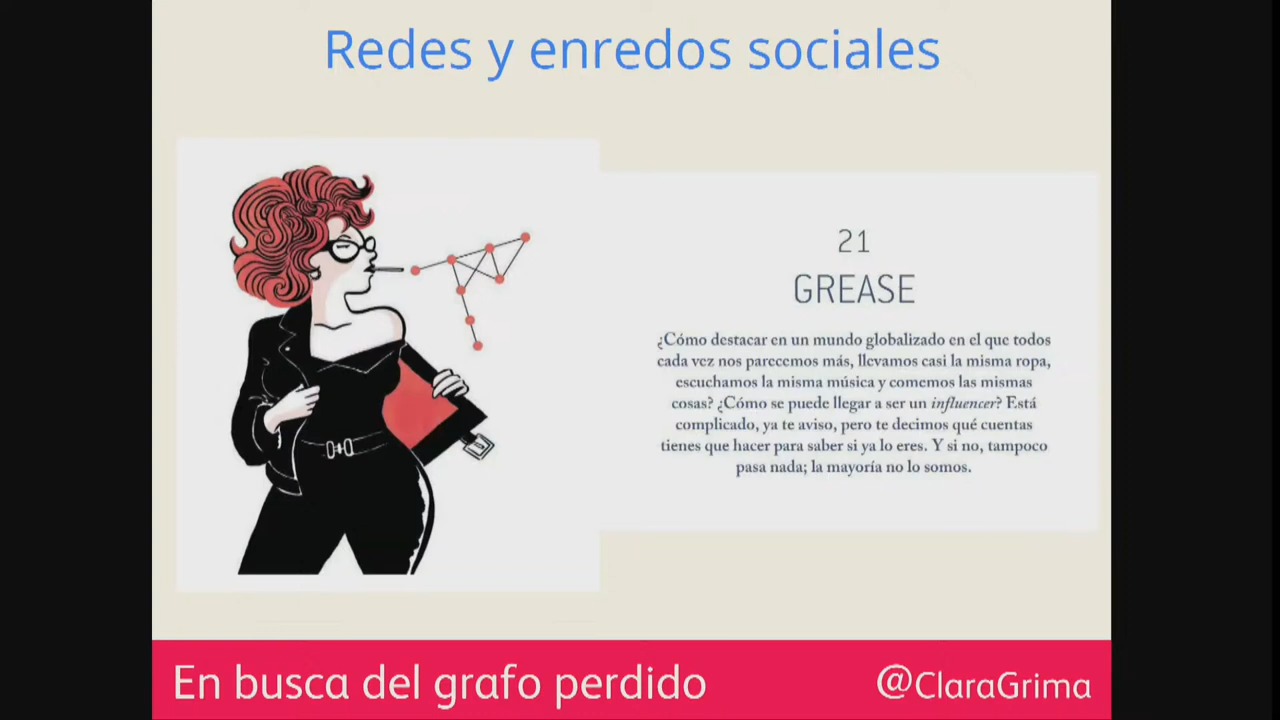 Redes y enredos sociales
21
GREASE
¿Cómo destacar en un mundo globalizado en el que todos
cada vez nos parecemos más, llevamos casi la misma ropa,
escuchamos la misma música y comemos las mismas
cosas? ¿Cómo se puede llegar a ser un influencer? Está
complicado, ya te aviso, pero te decimos qué cuentas
tienes que hacer para saber si ya lo eres. Y si no, tampoco
pasa nada; la mayoría no lo somos.
En busca del grafo perdido
@ClaraGrima